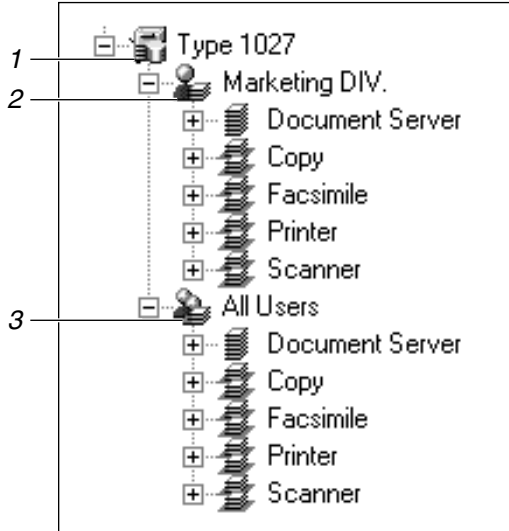 1 Type 1027
2 Marketing DIV.
Document Server
Copy
Facsimile
Printer
Scanner
3 All Users
Document Server
Copy
Facsimile
Printer
Scanner